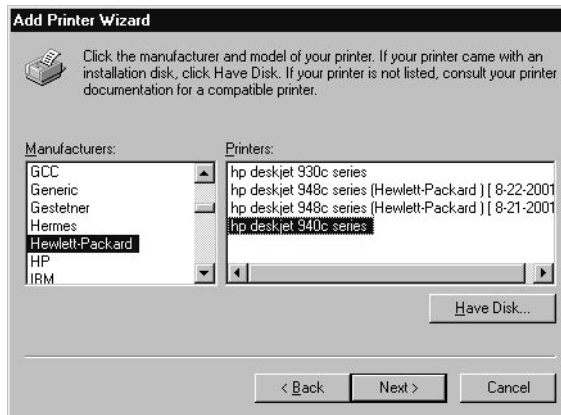 Add Printer Wizard
Click the manufacturer and model of your printer. If your printer came with an
installation disk, click Have Disk. If your printer is not listed, consult your printer
documentation for a compatible printer.
Manufacturers:
GCC
Generic
Gestetner
Hermes
Hewlett-Packard
HP
IBM
Printers:
hp deskjet 930c series
hp deskjet 948c series (Hewlett-Packard ) [ 8-22-2001
hp deskjet 948c series (Hewlett-Packard ) [ 8-21-2001
hp deskjet 940c series
Have Disk...
< Back
Next >
Cancel